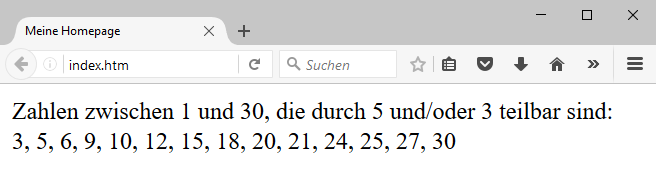 Meine Homepage
index.htm
Suchen
Zahlen zwischen 1 und 30, die durch 5 und/oder 3 teilbar sind:
3, 5, 6, 9, 10, 12, 15, 18, 20, 21, 24, 25, 27, 30